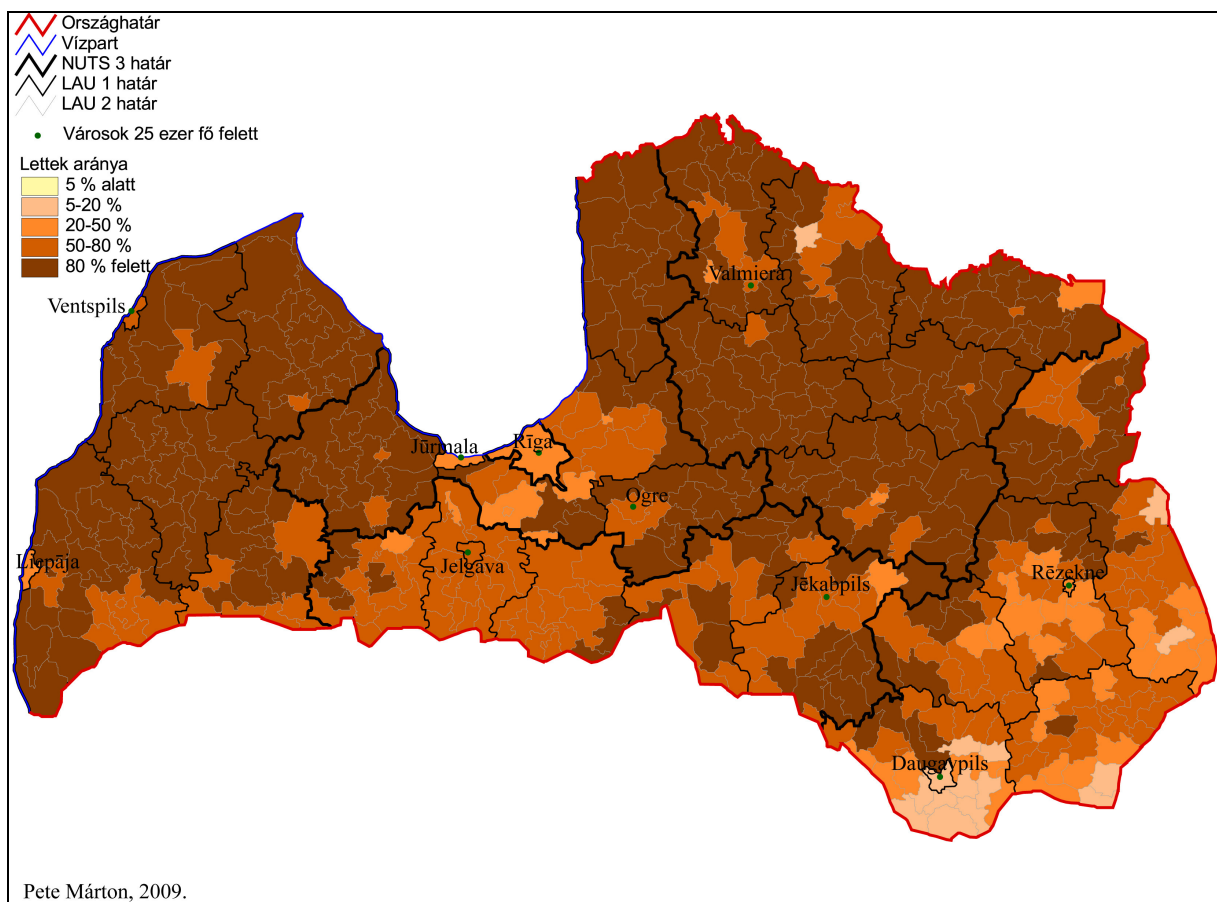 Országhatár
Vízpart
NUTS 3 határ
LAU 1 határ
LAU 2 határ
Városok 25 ezer fő felett
Lettek aránya
5 % alatt
5-20 %
20-50 %
50-80 %
80 % felett
Valmiera
Ventspils
Jūrmala
Rīga
Ogre
Liepāja
Jelgava
Jēkabpils
Rēzekne
Daugavpils
Pete Márton, 2009.